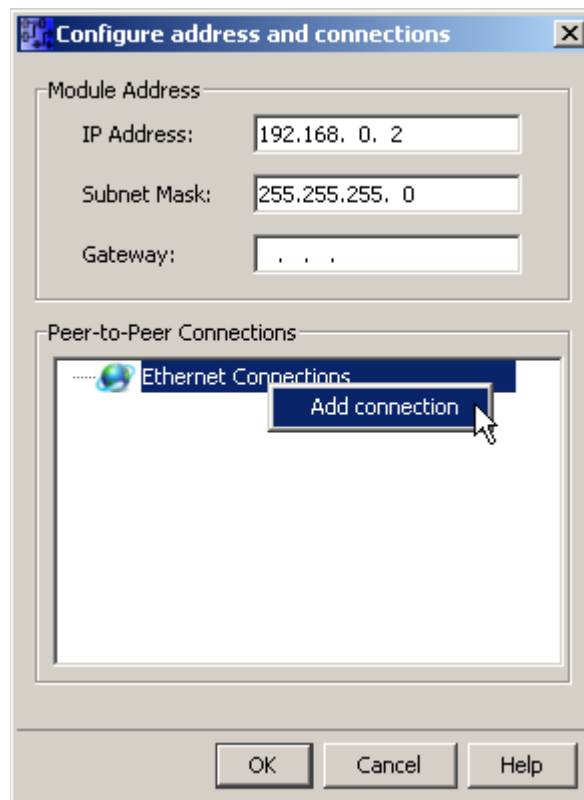 Configure address and connections
Module Address
IP Address: 192.168. 0. 2
Subnet Mask: 255.255.255. 0
Gateway: . . .
Peer-to-Peer Connections
Ethernet Connections
Add connection
OK Cancel Help